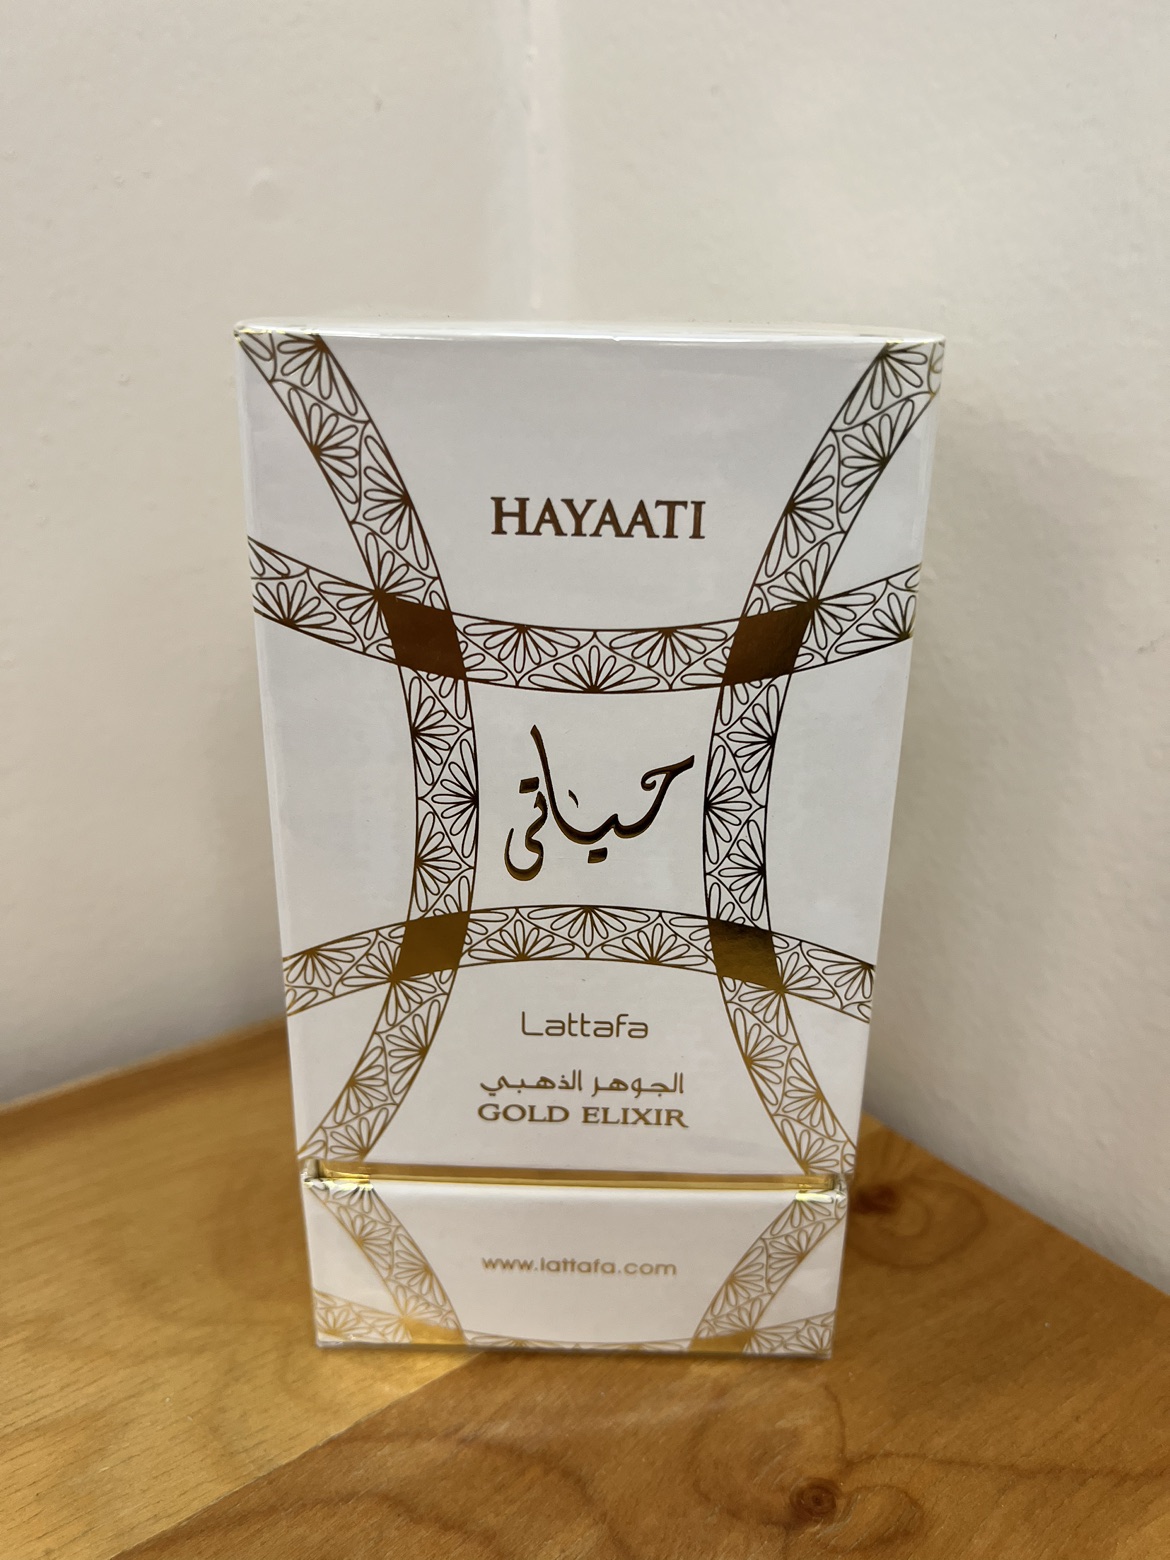 HAYAATI
حياتي
Lattafa
الجوهر الذهبي
GOLD ELIXIR
www.lattafa.com